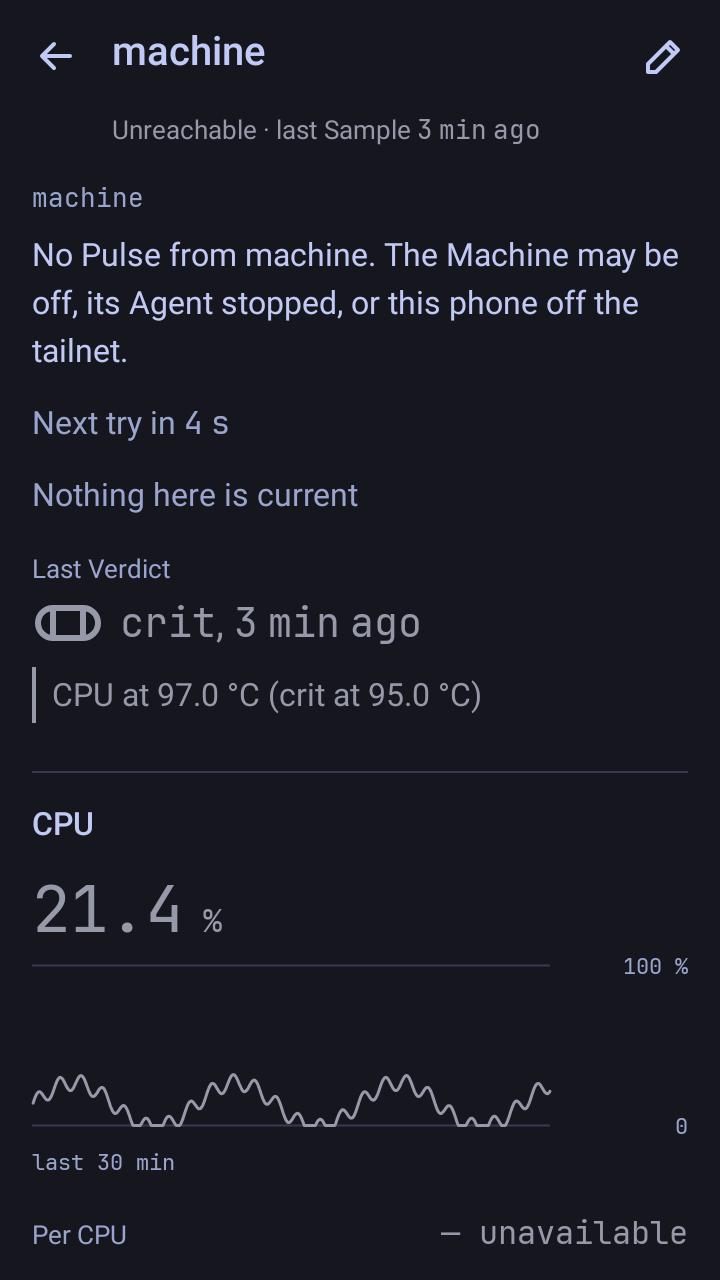 machine
Unreachable · last Sample 3 min ago
machine
No Pulse from machine. The Machine may be
off, its Agent stopped, or this phone off the
tailnet.
Next try in 4 s
Nothing here is current
Last Verdict
crit, 3 min ago
CPU at 97.0 °C (crit at 95.0 °C)
CPU
21.4 %
100 %
0
last 30 min
Per CPU — unavailable